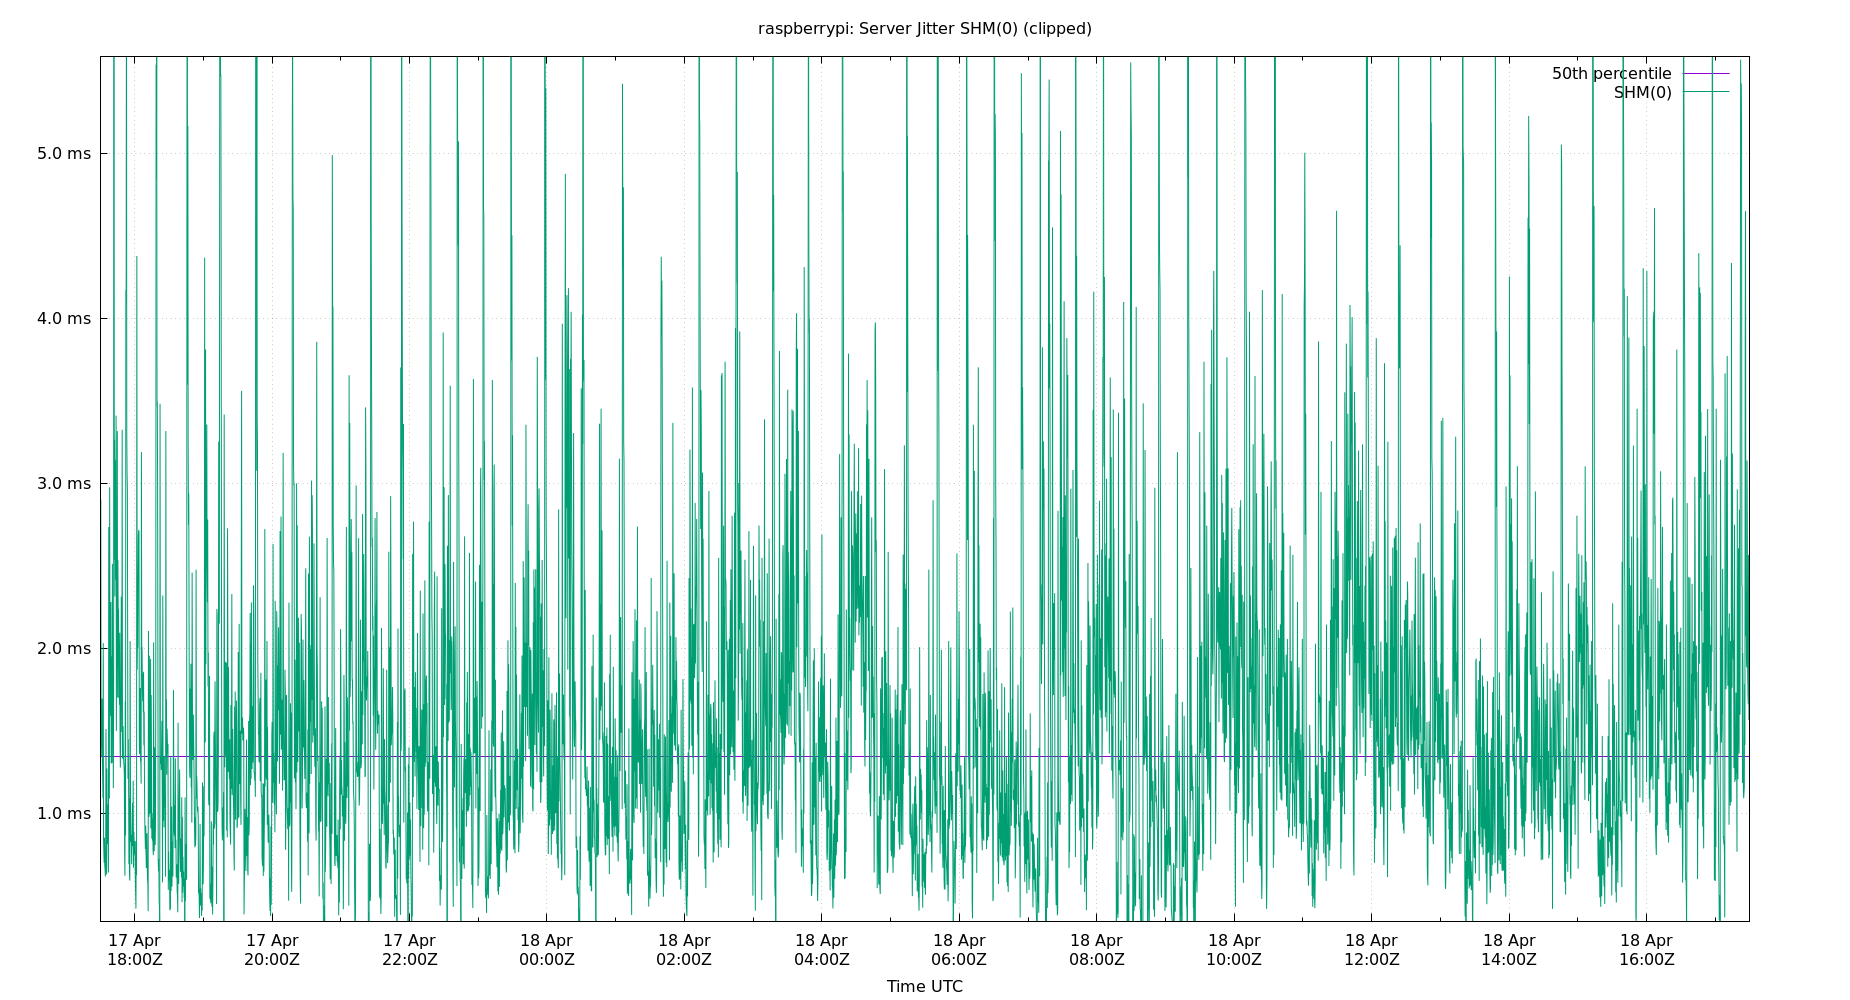 raspberrypi: Server Jitter SHM(0) (clipped)
50th percentile
SHM(0)
5.0 ms
4.0 ms
3.0 ms
2.0 ms
1.0 ms
17 Apr 17 Apr 17 Apr 18 Apr 18 Apr 18 Apr 18 Apr 18 Apr 18 Apr 18 Apr 18 Apr 18 Apr
18:00Z 20:00Z 22:00Z 00:00Z 02:00Z 04:00Z 06:00Z 08:00Z 10:00Z 12:00Z 14:00Z 16:00Z
Time UTC